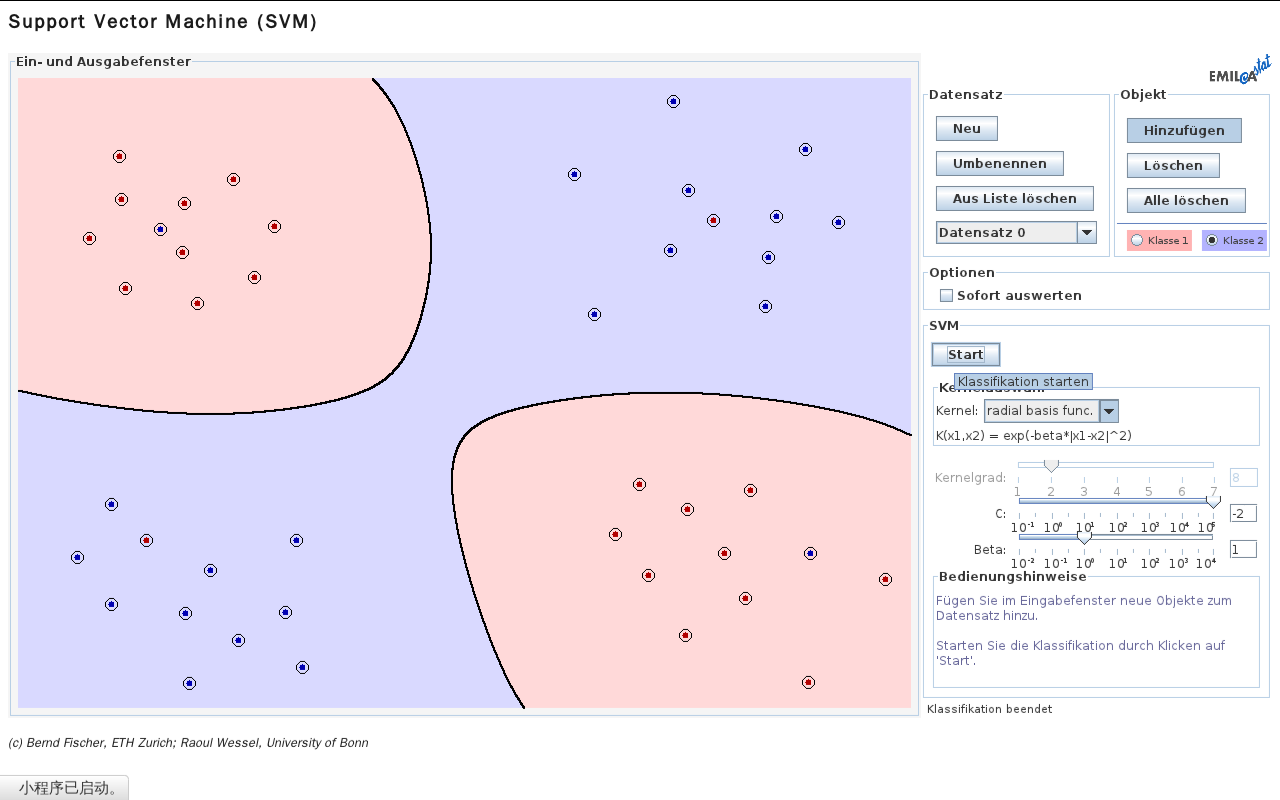 Support Vector Machine (SVM)
Ein- und Ausgabefenster
EMILeA stat
Datensatz
Neu
Umbenennen
Aus Liste löschen
Datensatz 0
Objekt
Hinzufügen
Löschen
Alle löschen
Klasse 1
Klasse 2
Optionen
Sofort auswerten
SVM
Start
Klassifikation starten
Kernel: radial basis func.
K(x1,x2) = exp(-beta*|x1-x2|^2)
Kernelgrad: 8
1 2 3 4 5 6 7
C: -2
10^-1 10^0 10^1 10^2 10^3 10^4 10^5
Beta: 1
10^-2 10^-1 10^0 10^1 10^2 10^3 10^4
Bedienungshinweise
Fügen Sie im Eingabefenster neue Objekte zum
Datensatz hinzu.
Starten Sie die Klassifikation durch Klicken auf
'Start'.
Klassifikation beendet
(c) Bernd Fischer, ETH Zurich; Raoul Wessel, University of Bonn
小程序已启动。